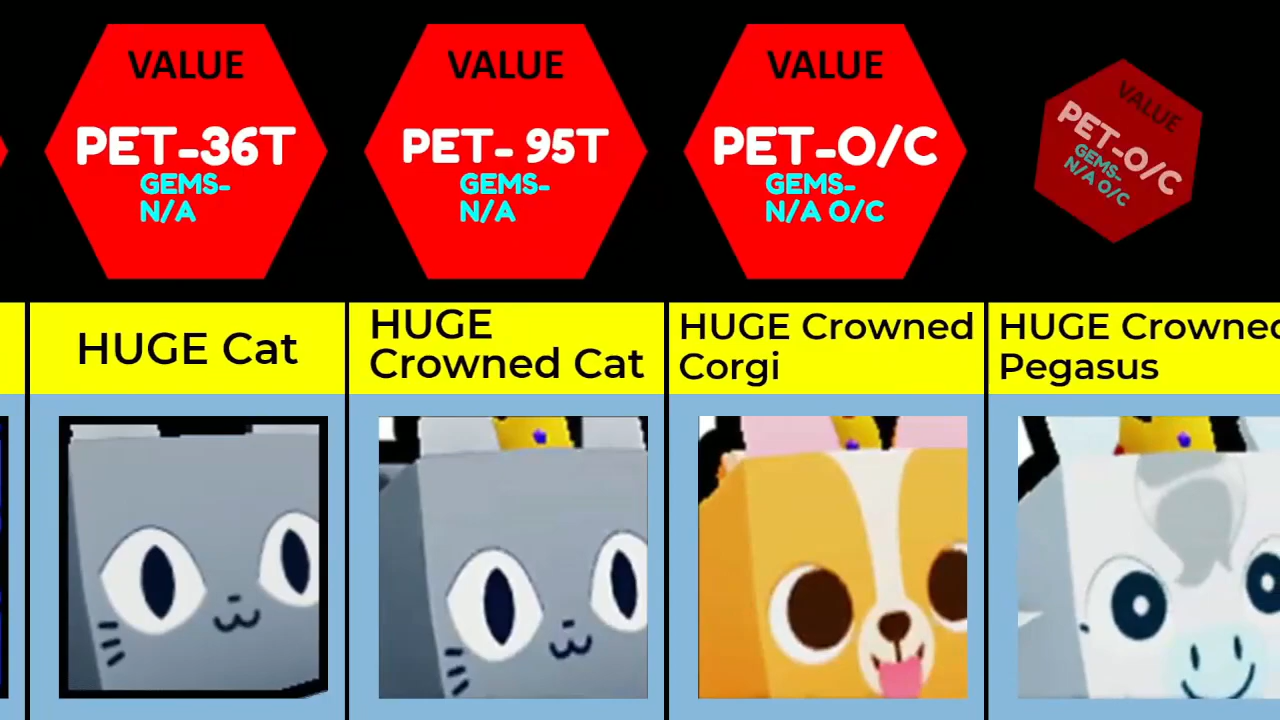 VALUE
PET-36T
GEMS-
N/A
VALUE
PET- 95T
GEMS-
N/A
VALUE
PET-O/C
GEMS-
N/A O/C
VALUE
PET-O/C
GEMS-
N/A O/C
HUGE Cat
HUGE
Crowned Cat
HUGE Crowned
Corgi
HUGE Crowned
Pegasus